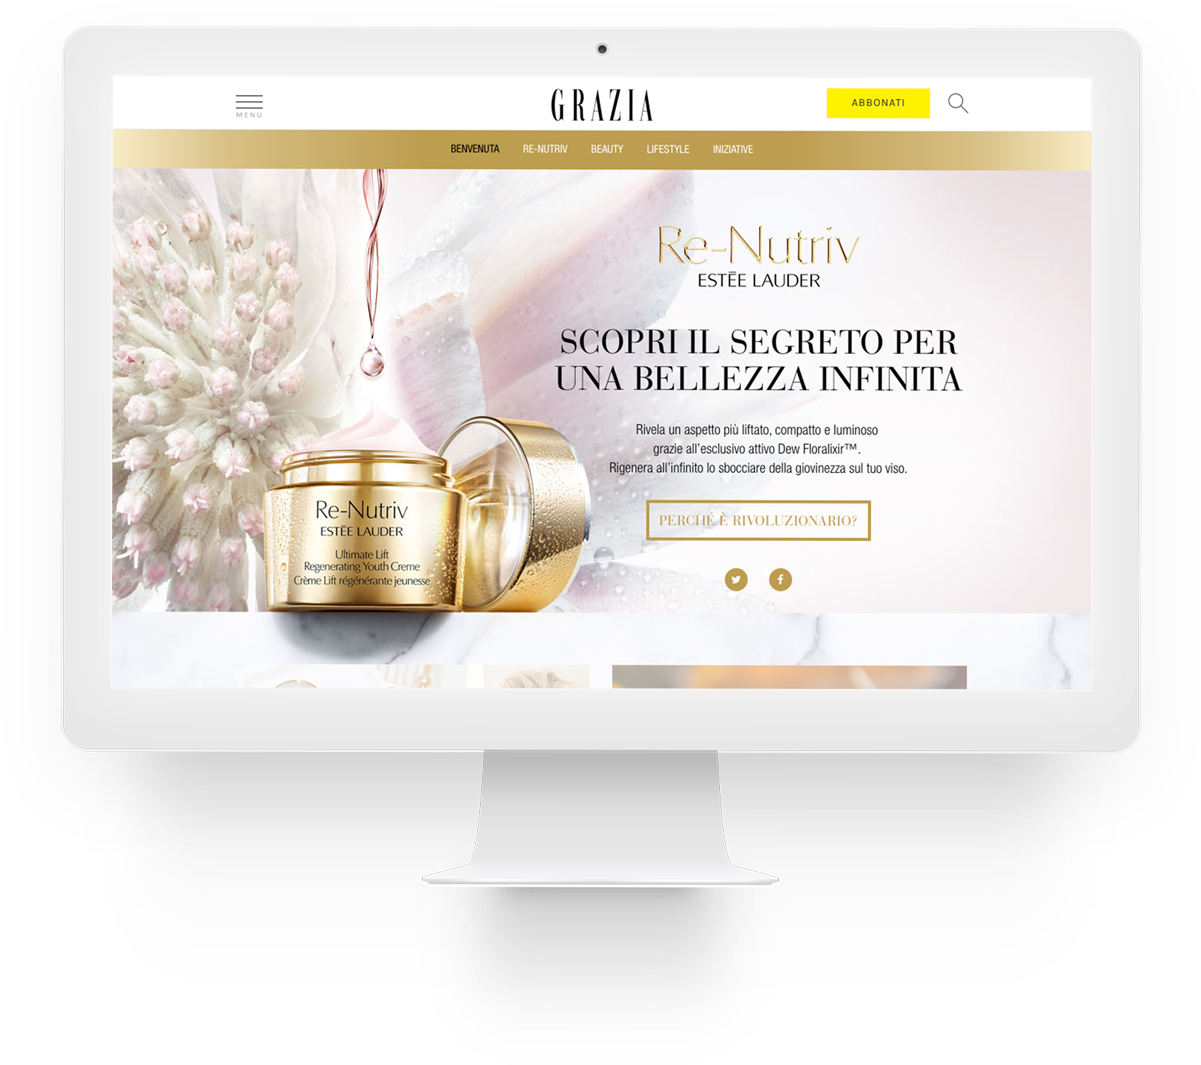 MENU
GRAZIA
ABBONATI
BENVENUTA RE-NUTRIV BEAUTY LIFESTYLE INIZIATIVE
Re-Nutriv
ESTĒE LAUDER
SCOPRI IL SEGRETO PER
UNA BELLEZZA INFINITA
Rivela un aspetto più liftato, compatto e luminoso
grazie all’esclusivo attivo Dew Floralixir™.
Rigenera all’infinito lo sbocciare della giovinezza sul tuo viso.
PERCHÉ È RIVOLUZIONARIO?
Re-Nutriv
ESTĒE LAUDER
Ultimate Lift
Regenerating Youth Creme
Crème Lift régénérante jeunesse